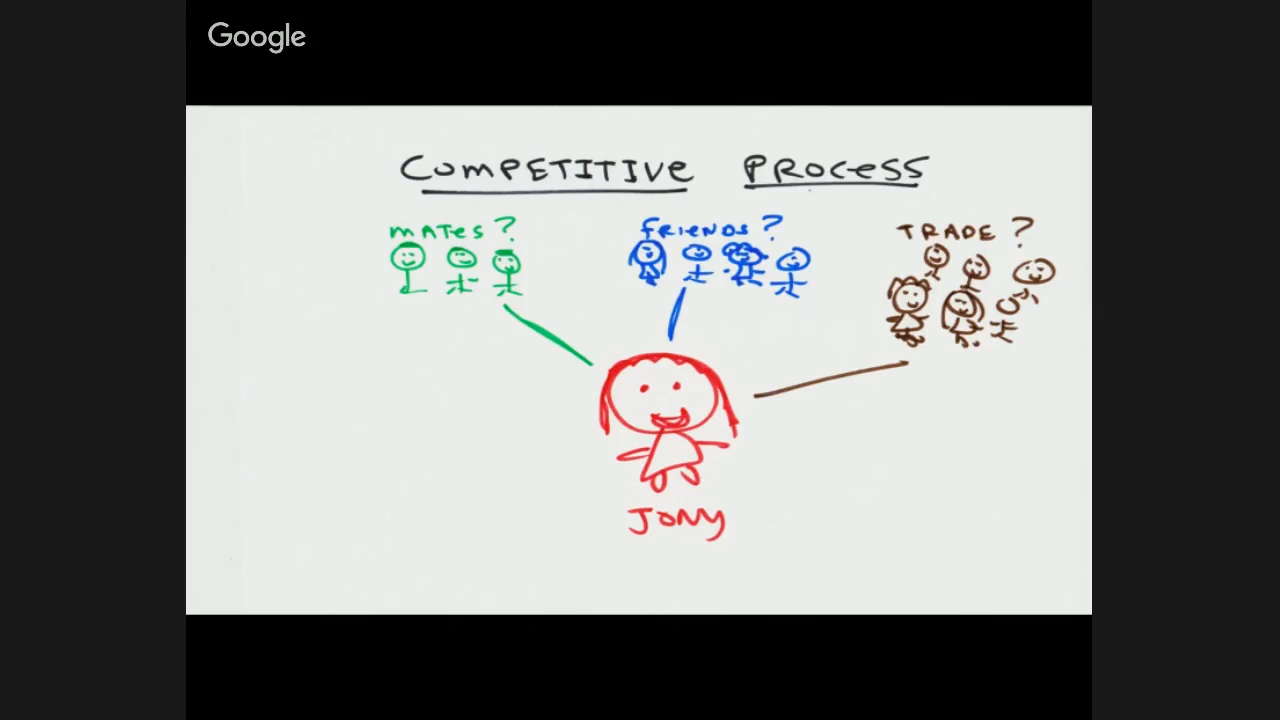 Google
COMPETITIVE PROCESS
MATES?
FRIENDS?
TRADE?
JONY